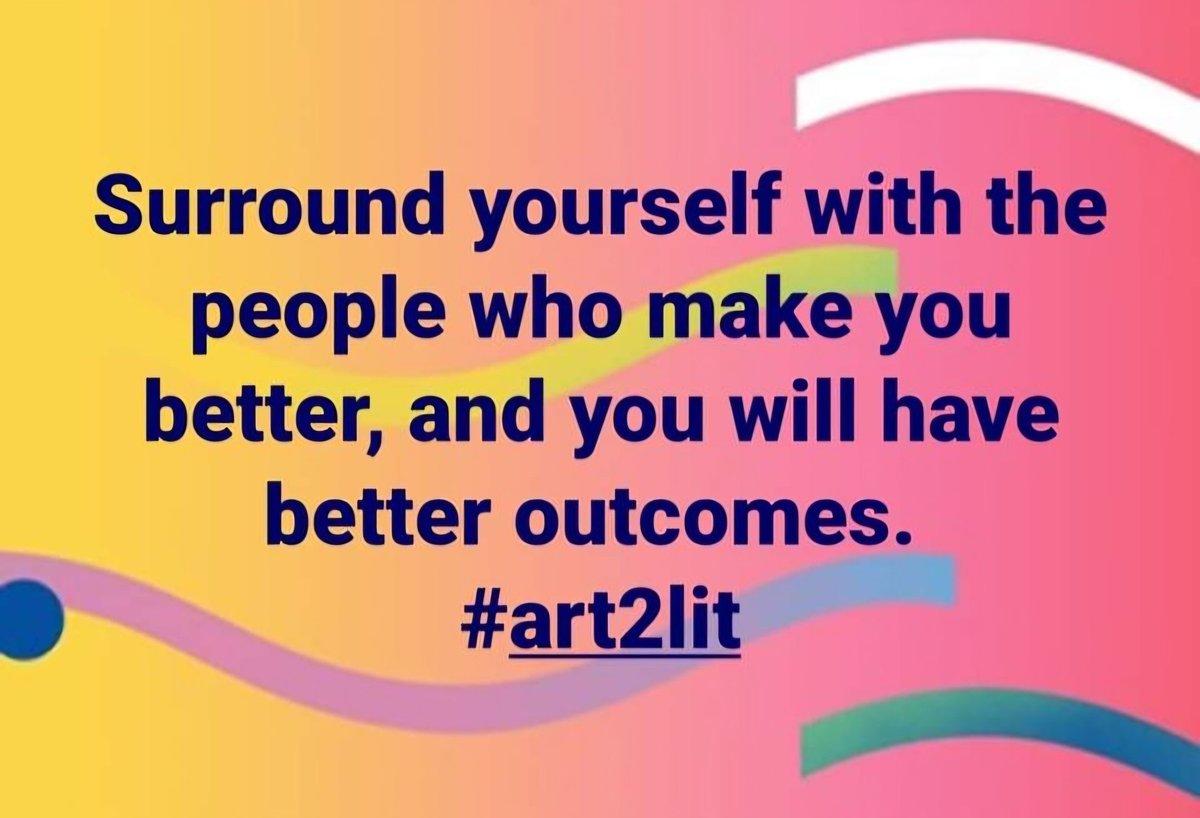 Surround yourself with the
people who make you
better, and you will have
better outcomes.
#art2lit